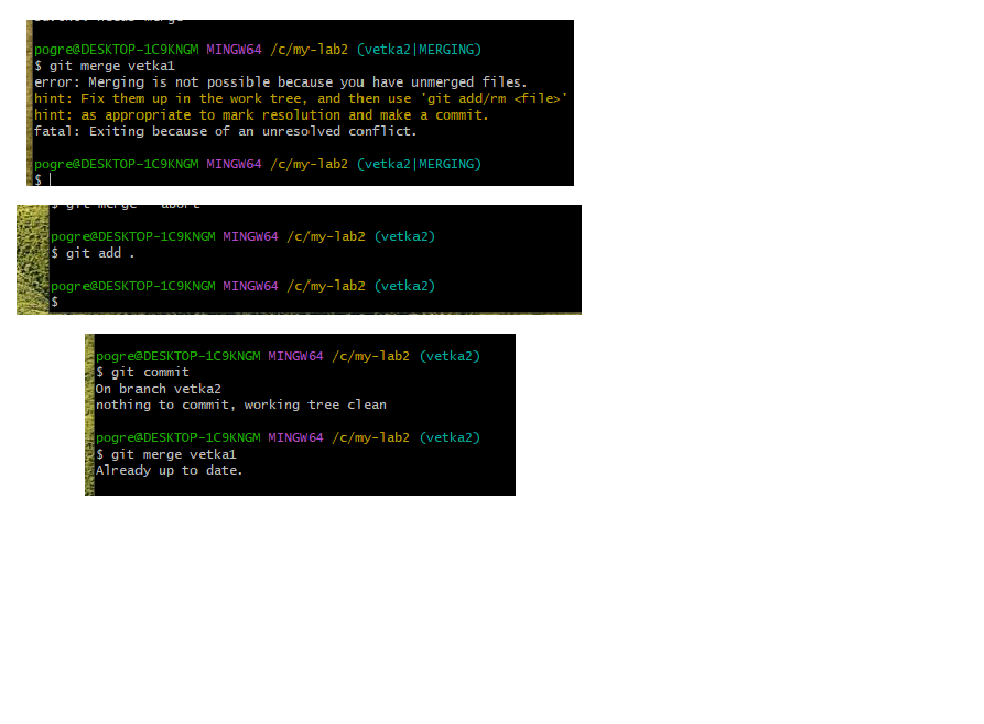 pogre@DESKTOP-1C9KNGM MINGW64 /c/my-lab2 (vetka2|MERGING)
$ git merge vetka1
error: Merging is not possible because you have unmerged files.
hint: Fix them up in the work tree, and then use 'git add/rm <file>'
hint: as appropriate to mark resolution and make a commit.
fatal: Exiting because of an unresolved conflict.
pogre@DESKTOP-1C9KNGM MINGW64 /c/my-lab2 (vetka2|MERGING)
$
$ git merge --abort
pogre@DESKTOP-1C9KNGM MINGW64 /c/my-lab2 (vetka2)
$ git add .
pogre@DESKTOP-1C9KNGM MINGW64 /c/my-lab2 (vetka2)
$
pogre@DESKTOP-1C9KNGM MINGW64 /c/my-lab2 (vetka2)
$ git commit
On branch vetka2
nothing to commit, working tree clean
pogre@DESKTOP-1C9KNGM MINGW64 /c/my-lab2 (vetka2)
$ git merge vetka1
Already up to date.